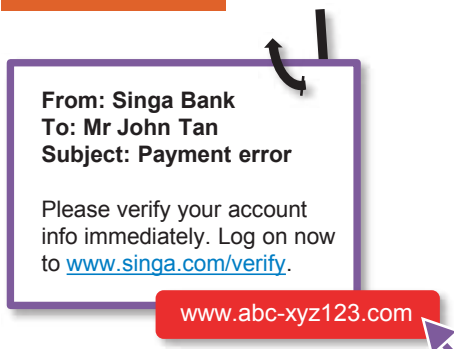 From: Singa Bank
To: Mr John Tan
Subject: Payment error
Please verify your account
info immediately. Log on now
to www.singa.com/verify.
www.abc-xyz123.com